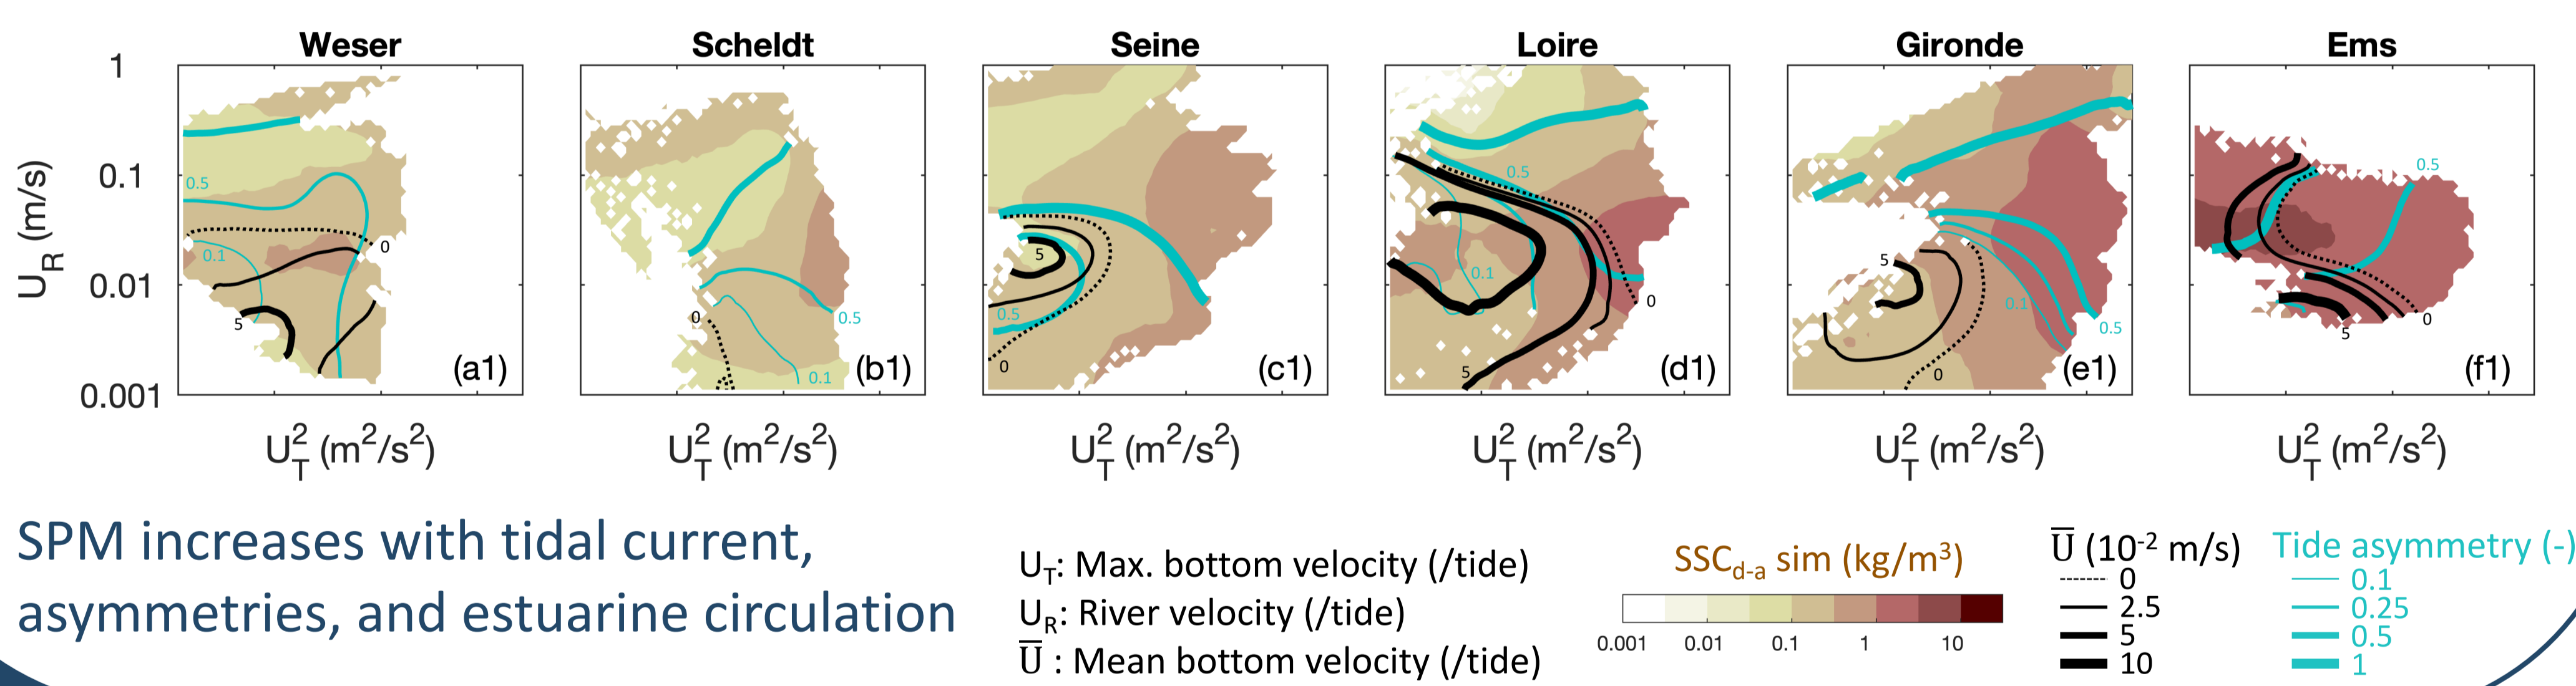 Weser Scheldt Seine Loire Gironde Ems
1
0.1
0.01
0.001
U_R (m/s)
0.5
0.1
0
5
(a1)
0
0.5
0.1
(b1)
5
0.5
0
(c1)
0.5
0.1
0
5
(d1)
5
0.1
0.5
0
(e1)
0.5
0
5
(f1)
U_T^2 (m^2/s^2) U_T^2 (m^2/s^2) U_T^2 (m^2/s^2) U_T^2 (m^2/s^2) U_T^2 (m^2/s^2) U_T^2 (m^2/s^2)
SPM increases with tidal current,
asymmetries, and estuarine circulation
U_T: Max. bottom velocity (/tide)
U_R: River velocity (/tide)
U̅ : Mean bottom velocity (/tide)
SSC_d-a sim (kg/m^3)
0.001 0.01 0.1 1 10
U̅ (10^-2 m/s)
0
2.5
5
10
Tide asymmetry (-)
0.1
0.25
0.5
1